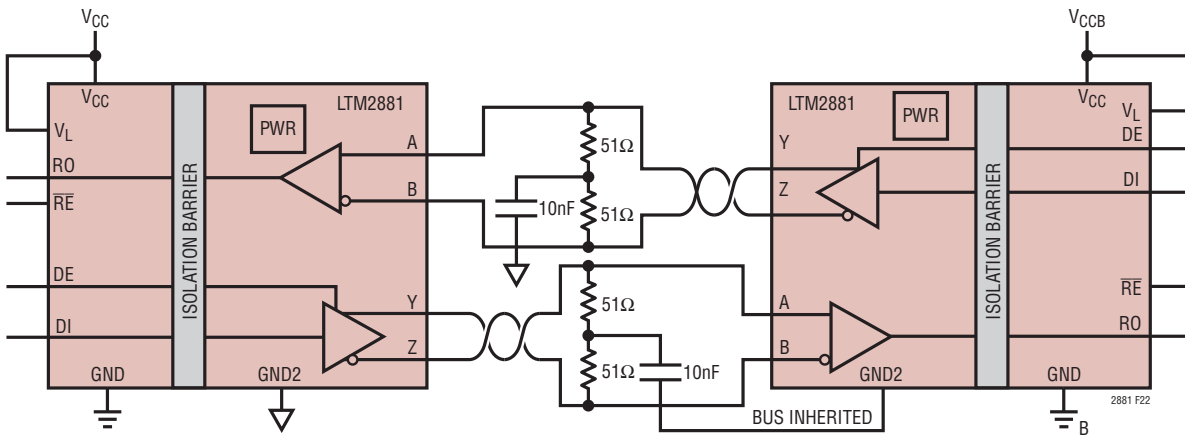 VCC
VCC
VL
RO
RE
DE
DI
GND
ISOLATION BARRIER
PWR
LTM2881
A
B
Y
Z
GND2
51Ω
51Ω
10nF
51Ω
51Ω
10nF
BUS INHERITED
VCCB
LTM2881
PWR
VCC
Y
Z
A
B
GND2
ISOLATION BARRIER
VL
DE
DI
RE
RO
GND
B
2881 F22